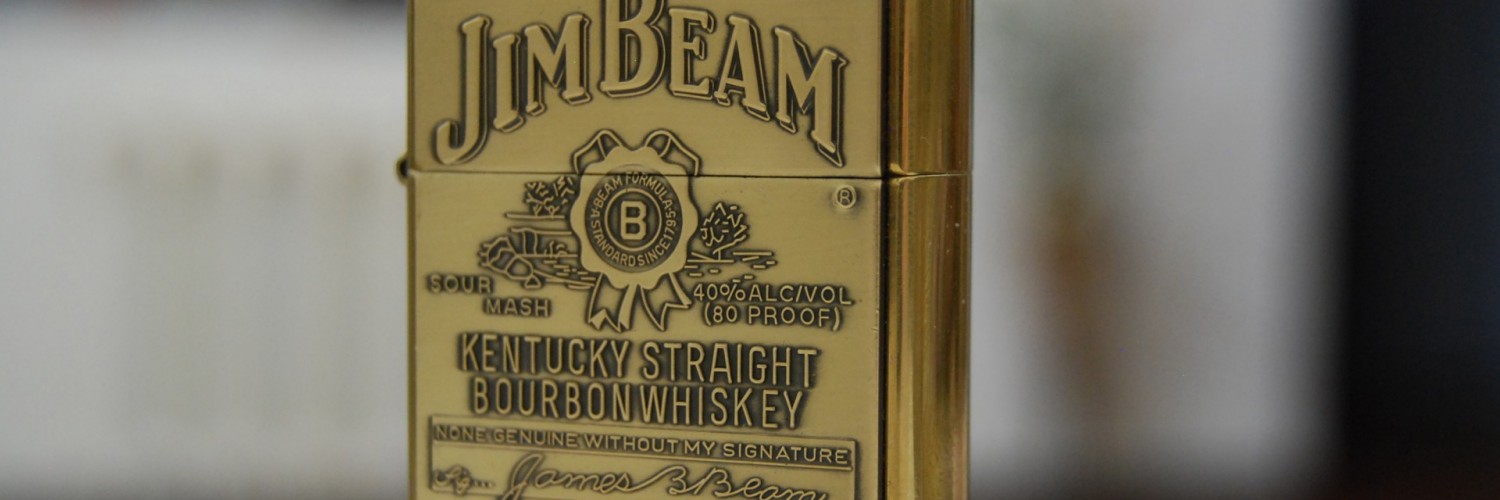 JIM BEAM
A·BEAM FORMULA·
B
STANDARD SINCE 1795
®
SOUR
MASH
40% ALC/VOL
(80 PROOF)
KENTUCKY STRAIGHT
BOURBON WHISKEY
NONE GENUINE WITHOUT MY SIGNATURE
James B Beam